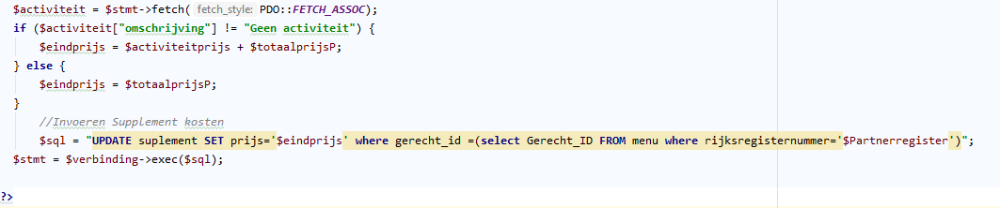 $activiteit = $stmt->fetch( fetch_style: PDO::FETCH_ASSOC);
if ($activiteit["omschrijving"] != "Geen activiteit") {
$eindprijs = $activiteitprijs + $totaalprijsP;
} else {
$eindprijs = $totaalprijsP;
}
//Invoeren Supplement kosten
$sql = "UPDATE suplement SET prijs='$eindprijs' where gerecht_id =(select Gerecht_ID FROM menu where rijksregisternummer='$Partnerregister')";
$stmt = $verbinding->exec($sql);
?>